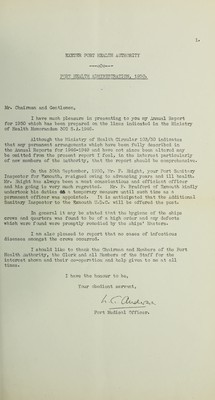 1.
EXETER PORT HEALTH AUTHORITY
PORT HEALTH ADMINISTRATION, 1950.
Mr. Chairman and Gentlemen,
I have much pleasure in presenting to you my Annual Report
for 1950 which has been prepared on the lines indicated in the Ministry
of Health Memorandum
Although the Ministry of Health Circular 108/50 indicates
that any permanent arrangements which have been fully described in
the Annual Reports for 1945-1949 and have not since been altered may
be omitted from the present report I feel, in the interest particularly
of new members of the Authority, that the report should be comprehensive.
On the 30th September, 1950, Mr. P. Knight, your Port Sanitary
Inspector for Exmouth, resigned owing to advancing years and ill health.
Mr. Knight has always been a most conscientious and efficient officer
and his going is very much regretted. Mr. F. Bradford of Exmouth kindly
undertook his duties as a temporary measure until such time as a
permanent officer was appointed. It is anticipated that the Additional
Sanitary Inspector to the Exmouth U.D.C. will be offered the post.
In general it may be stated that the hygiene of the ships
crews and quarters was found to be of a high order and any defects
which were found were promptly remedied by the ships' Masters.
I am also pleased to report that no cases of infectious
diseases amongst the crews occurred.
I should like to thank the Chairman and Members of the Port
Health Authority, the Clerk and all Members of the Staff for the
interest shown and their co-operation and help given to me at all
times.
I have the honour to be,
Your obedient servant,
Port Medical Officer.